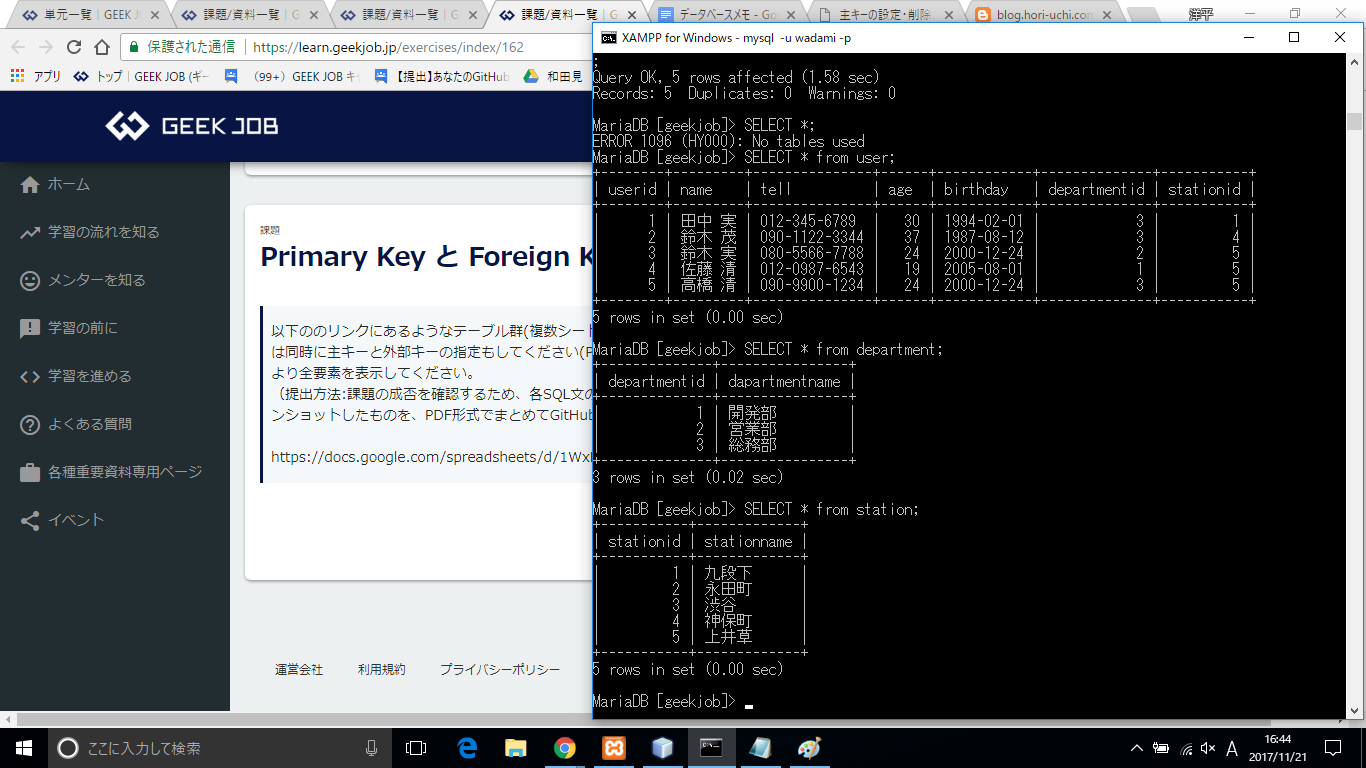 単元一覧 | GEEK J
課題/資料一覧 | G
課題/資料一覧 | G
課題/資料一覧 | G
データベースメモ - Goo
主キーの設定・削除
blog.hori-uchi.com
洋平
保護された通信 | https://learn.geekjob.jp/exercises/index/162
アプリ
トップ | GEEK JOB (ギー
（99+）GEEK JOB キ
【提出】あなたのGitHub
和田見
GEEK JOB
ホーム
学習の流れを知る
メンターを知る
学習の前に
学習を進める
よくある質問
各種重要資料専用ページ
イベント
課題
Primary Key と Foreign K
以下ののリンクにあるようなテーブル群(複数シート
は同時に主キーと外部キーの指定もしてください(P
より全要素を表示してください。
（提出方法:課題の成否を確認するため、各SQL文の
ンショットしたものを、PDF形式でまとめてGitHub
https://docs.google.com/spreadsheets/d/1Wx
運営会社 利用規約 プライバシーポリシー
XAMPP for Windows - mysql -u wadami -p
;
Query OK, 5 rows affected (1.58 sec)
Records: 5 Duplicates: 0 Warnings: 0
MariaDB [geekjob]> SELECT *;
ERROR 1096 (HY000): No tables used
MariaDB [geekjob]> SELECT * from user;
+--------+-----------+---------------+------+------------+--------------+-----------+
| userid | name | tell | age | birthday | departmentid | stationid |
+--------+-----------+---------------+------+------------+--------------+-----------+
| 1 | 田中 実 | 012-345-6789 | 30 | 1994-02-01 | 3 | 1 |
| 2 | 鈴木 茂 | 090-1122-3344 | 37 | 1987-08-12 | 3 | 4 |
| 3 | 鈴木 実 | 080-5566-7788 | 24 | 2000-12-24 | 2 | 5 |
| 4 | 佐藤 清 | 012-0987-6543 | 19 | 2005-08-01 | 1 | 5 |
| 5 | 高橋 清 | 090-9900-1234 | 24 | 2000-12-24 | 3 | 5 |
+--------+-----------+---------------+------+------------+--------------+-----------+
5 rows in set (0.00 sec)
MariaDB [geekjob]> SELECT * from department;
+--------------+----------------+
| departmentid | dapartmentname |
+--------------+----------------+
| 1 | 開発部 |
| 2 | 営業部 |
| 3 | 総務部 |
+--------------+----------------+
3 rows in set (0.02 sec)
MariaDB [geekjob]> SELECT * from station;
+-----------+-------------+
| stationid | stationname |
+-----------+-------------+
| 1 | 九段下 |
| 2 | 永田町 |
| 3 | 渋谷 |
| 4 | 神保町 |
| 5 | 上井草 |
+-----------+-------------+
5 rows in set (0.00 sec)
MariaDB [geekjob]> _
ここに入力して検索
A
16:44
2017/11/21